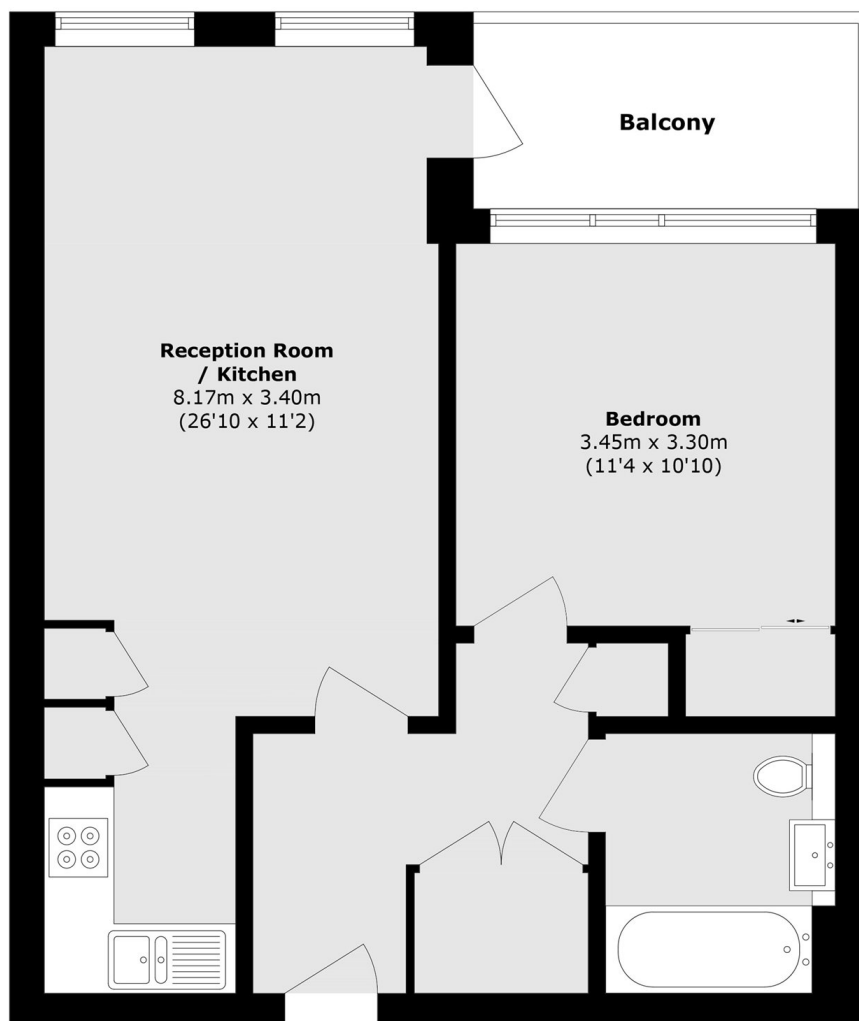 Balcony
Reception Room
/ Kitchen
8.17m x 3.40m
(26'10 x 11'2)
Bedroom
3.45m x 3.30m
(11'4 x 10'10)